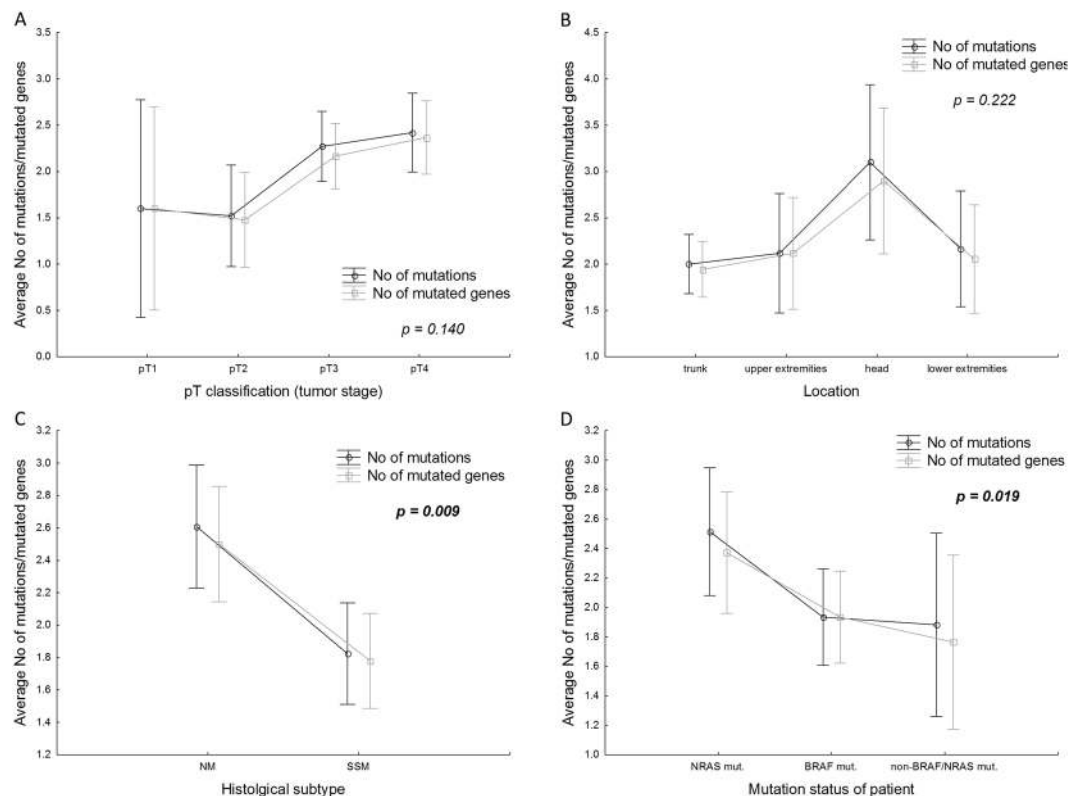 A
Average No of mutations/mutated genes
3.5
3.0
2.5
2.0
1.5
1.0
0.5
0.0
No of mutations
No of mutated genes
p = 0.140
pT1 pT2 pT3 pT4
pT classification (tumor stage)
B
Average No of mutations/mutated genes
4.5
4.0
3.5
3.0
2.5
2.0
1.5
1.0
No of mutations
No of mutated genes
p = 0.222
trunk upper extremities head lower extremities
Location
C
Average No of mutations/mutated genes
3.2
3.0
2.8
2.6
2.4
2.2
2.0
1.8
1.6
1.4
1.2
No of mutations
No of mutated genes
p = 0.009
NM SSM
Histolgical subtype
D
Average No of mutations/mutated genes
3.2
3.0
2.8
2.6
2.4
2.2
2.0
1.8
1.6
1.4
1.2
1.0
No of mutations
No of mutated genes
p = 0.019
NRAS mut. BRAF mut. non-BRAF/NRAS mut.
Mutation status of patient